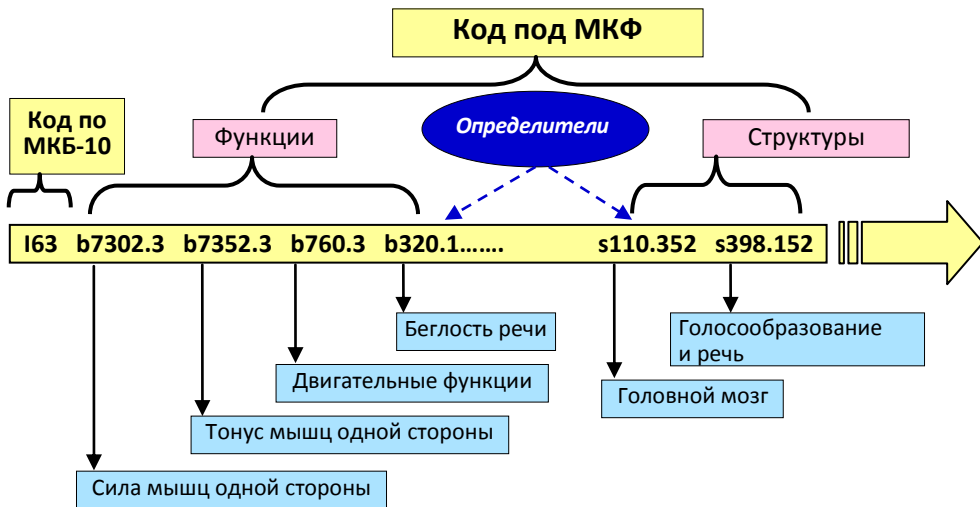 Код под МКФ
Код по
МКБ-10
Функции
Определители
Структуры
I63 b7302.3 b7352.3 b760.3 b320.1....... s110.352 s398.152
Беглость речи
Голосообразование
и речь
Двигательные функции
Головной мозг
Тонус мышц одной стороны
Сила мышц одной стороны